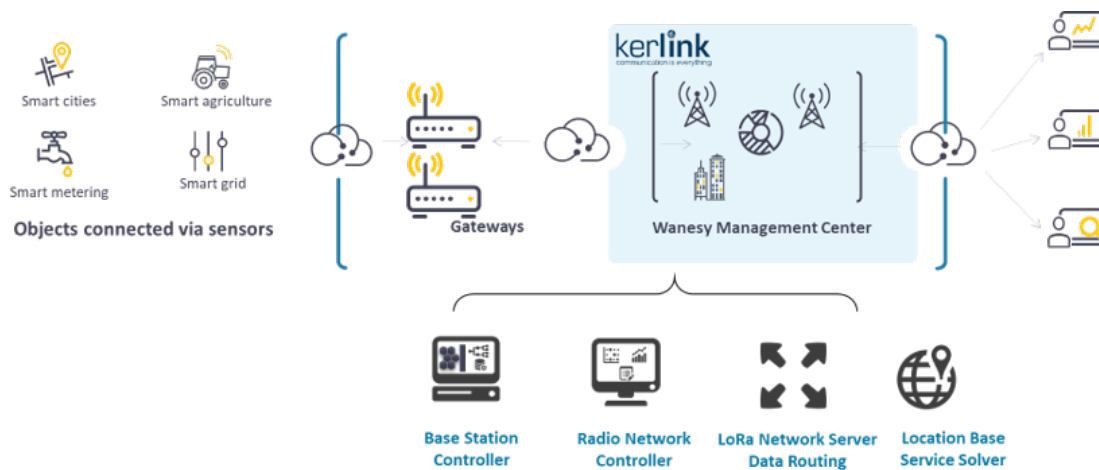 kerlink
communication is everything
Smart cities
Smart agriculture
Smart metering
Smart grid
Objects connected via sensors
Gateways
Wanesy Management Center
Base Station
Controller
Radio Network
Controller
LoRa Network Server
Data Routing
Location Base
Service Solver